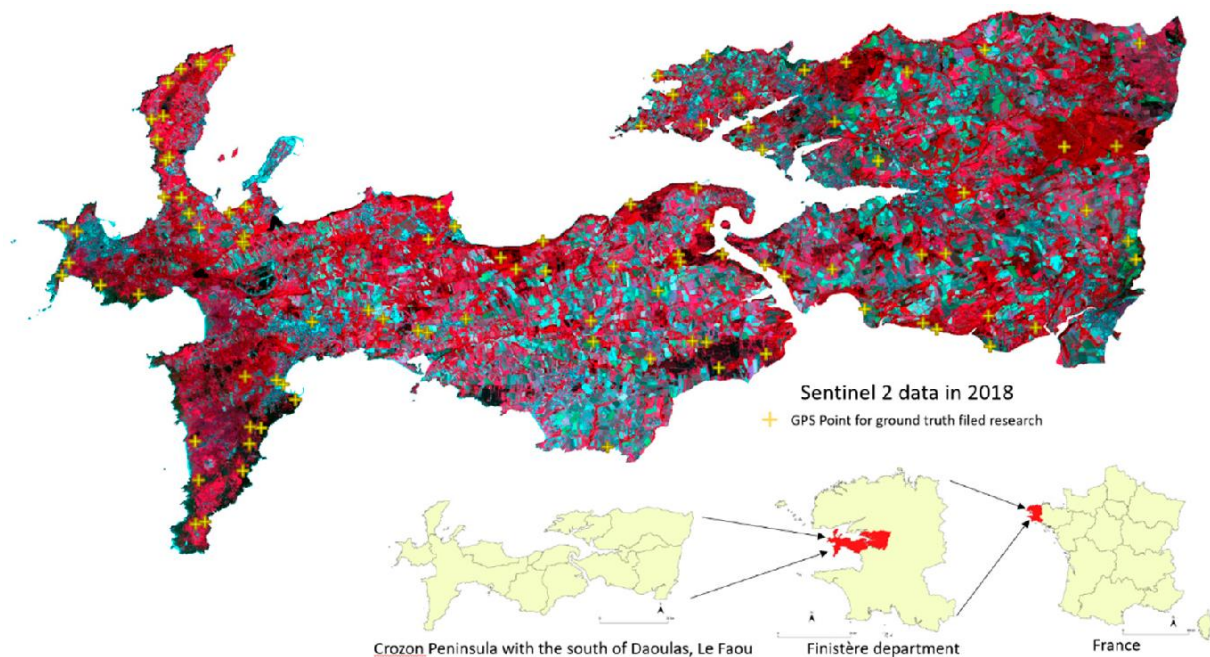 Sentinel 2 data in 2018
GPS Point for ground truth filed research
Crozon Peninsula with the south of Daoulas, Le Faou
Finistère department
France